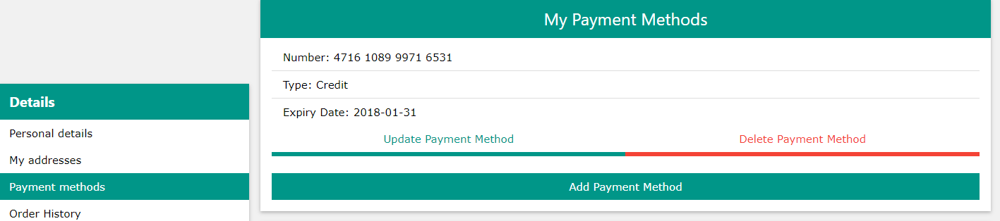 My Payment Methods
Number: 4716 1089 9971 6531
Type: Credit
Expiry Date: 2018-01-31
Update Payment Method
Delete Payment Method
Add Payment Method
Details
Personal details
My addresses
Payment methods
Order History